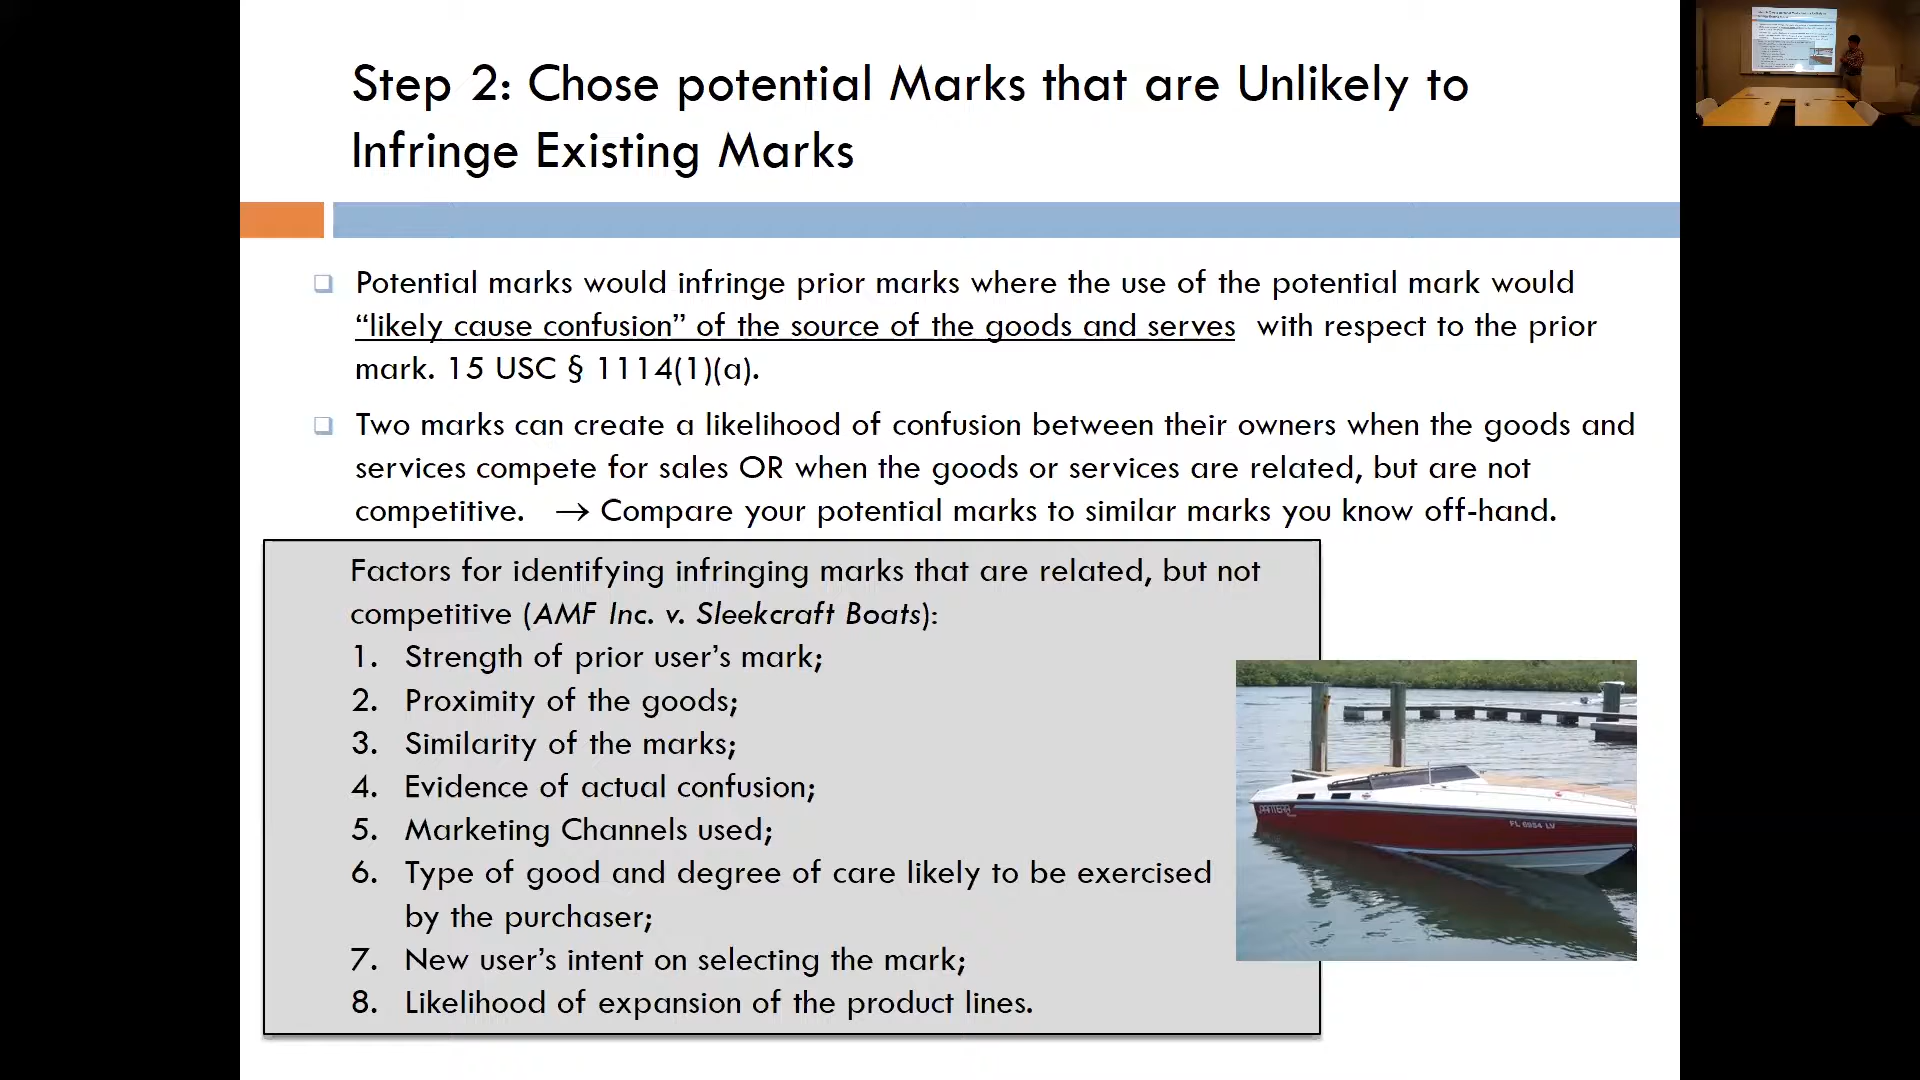 Step 2: Chose potential Marks that are Unlikely to
Infringe Existing Marks
Potential marks would infringe prior marks where the use of the potential mark would
“likely cause confusion” of the source of the goods and serves with respect to the prior
mark. 15 USC § 1114(1)(a).
Two marks can create a likelihood of confusion between their owners when the goods and
services compete for sales OR when the goods or services are related, but are not
competitive. → Compare your potential marks to similar marks you know off-hand.
Factors for identifying infringing marks that are related, but not
competitive (AMF Inc. v. Sleekcraft Boats):
1. Strength of prior user’s mark;
2. Proximity of the goods;
3. Similarity of the marks;
4. Evidence of actual confusion;
5. Marketing Channels used;
6. Type of good and degree of care likely to be exercised
by the purchaser;
7. New user’s intent on selecting the mark;
8. Likelihood of expansion of the product lines.
FL 6954 LV